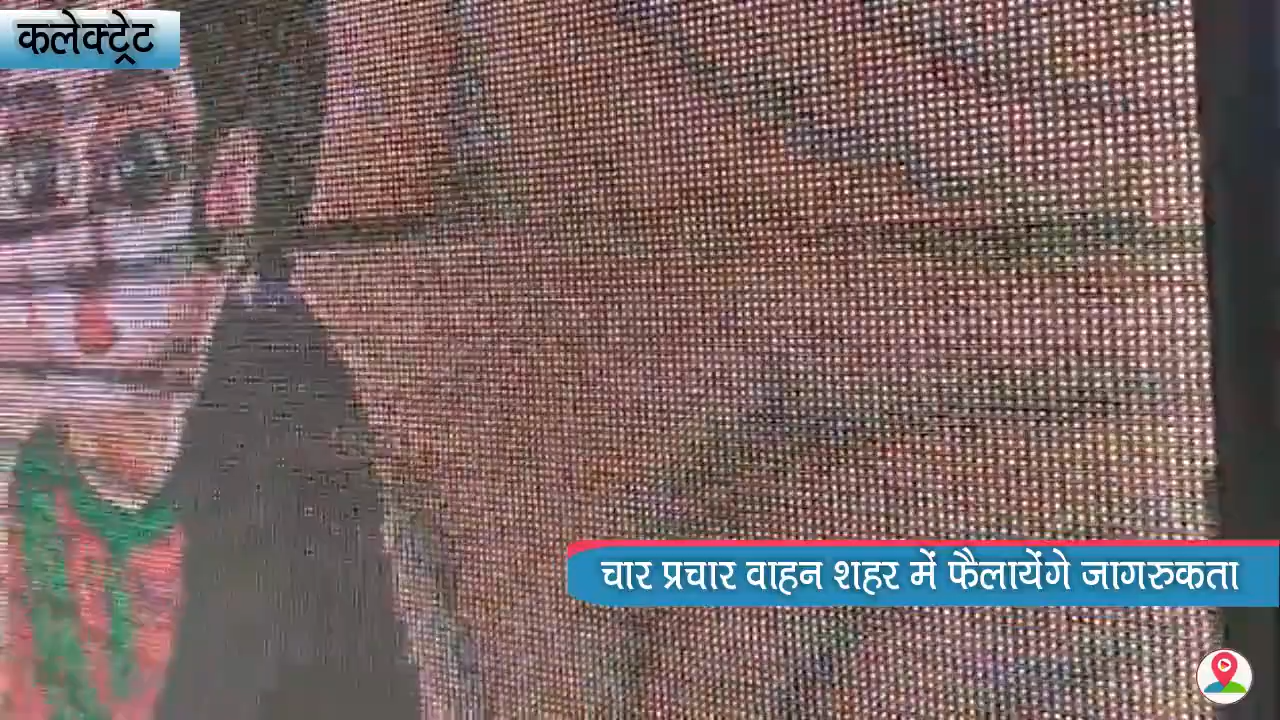 कलेक्ट्रेट
चार प्रचार वाहन शहर में फैलायेंगे जागरुकता